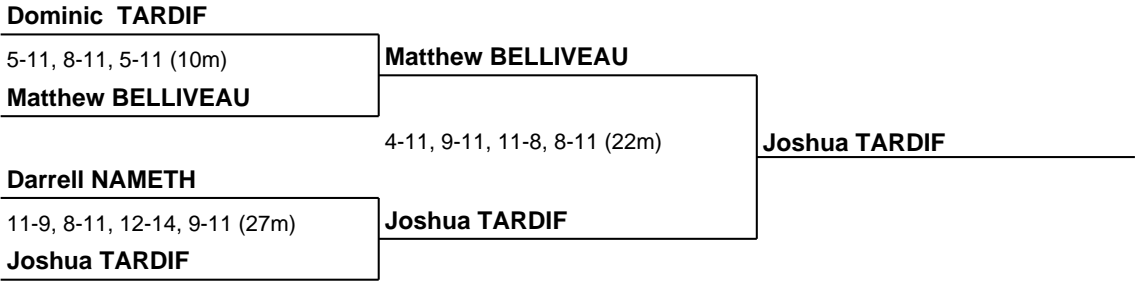 Dominic  TARDIF
5-11, 8-11, 5-11 (10m)
Matthew BELLIVEAU
Matthew BELLIVEAU
4-11, 9-11, 11-8, 8-11 (22m)
Joshua TARDIF
Darrell NAMETH
11-9, 8-11, 12-14, 9-11 (27m)
Joshua TARDIF
Joshua TARDIF